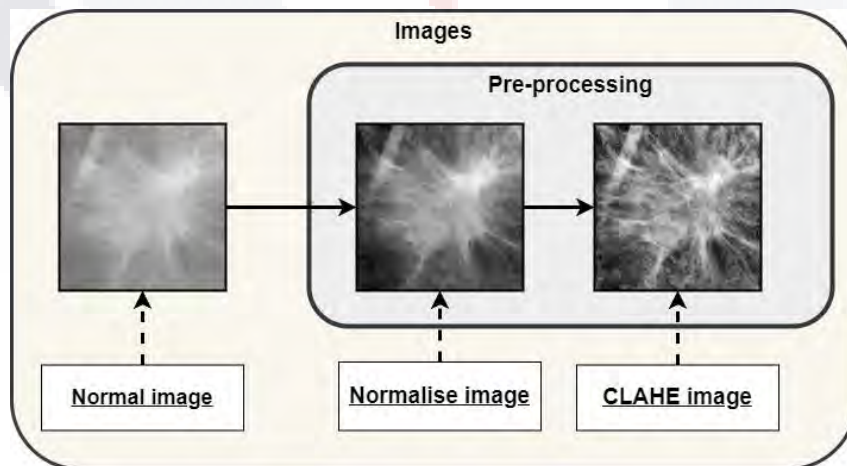 Images
Pre-processing
Normal image
Normalise image
CLAHE image